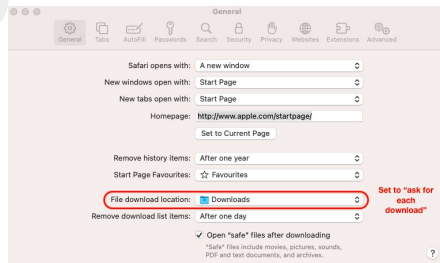 General
General Tabs AutoFill Passwords Search Security Privacy Websites Extensions Advanced
Safari opens with: A new window
New windows open with: Start Page
New tabs open with: Start Page
Homepage: http://www.apple.com/startpage/
Set to Current Page
Remove history items: After one year
Start Page Favourites: ☆ Favourites
File download location: Downloads
Set to "ask for
each
download"
Remove download list items: After one day
✓ Open "safe" files after downloading
"Safe" files include movies, pictures, sounds,
PDF and text documents, and archives.
?